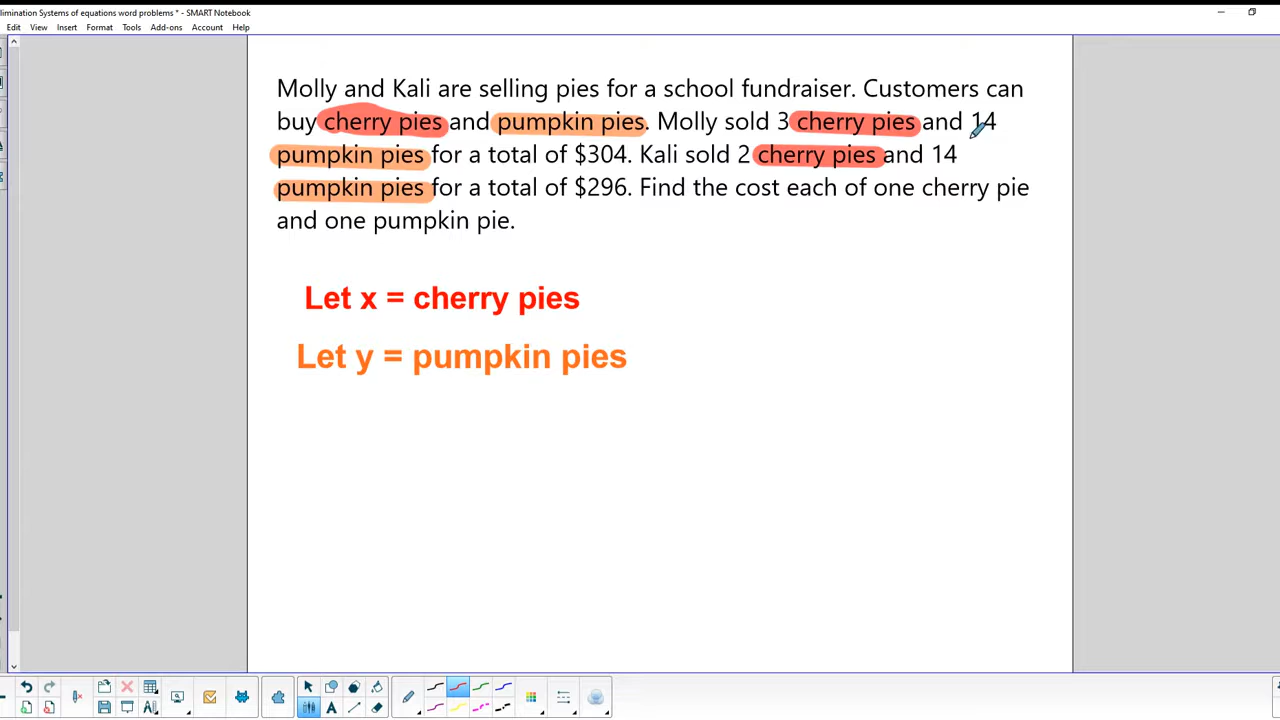 limination Systems of equations word problems * - SMART Notebook
Edit View Insert Format Tools Add-ons Account Help
Molly and Kali are selling pies for a school fundraiser. Customers can
buy cherry pies and pumpkin pies. Molly sold 3 cherry pies and 14
pumpkin pies for a total of $304. Kali sold 2 cherry pies and 14
pumpkin pies for a total of $296. Find the cost each of one cherry pie
and one pumpkin pie.
Let x = cherry pies
Let y = pumpkin pies